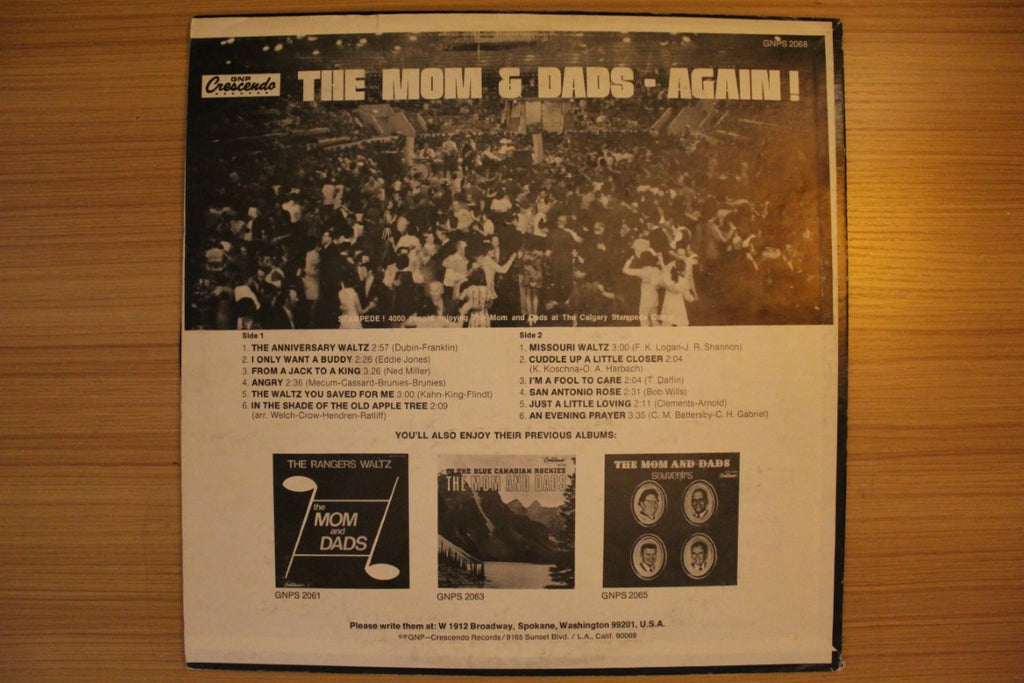 GNPS 2068
GNP
Crescendo
THE MOM & DADS - AGAIN!
STAMPEDE! 4000 people enjoying The Mom and Dads at The Calgary Stampede
Side 1
1. THE ANNIVERSARY WALTZ 2:57 (Dubin-Franklin)
2. I ONLY WANT A BUDDY 2:26 (Eddie Jones)
3. FROM A JACK TO A KING 3:26 (Ned Miller)
4. ANGRY 2:36 (Mecum-Cassard-Brunies-Brunies)
5. THE WALTZ YOU SAVED FOR ME 3:00 (Kahn-King-Flindt)
6. IN THE SHADE OF THE OLD APPLE TREE 2:09
(arr. Welch-Crow-Hendren-Ratliff)
Side 2
1. MISSOURI WALTZ 3:00 (F. K. Logan-J. R. Shannon)
2. CUDDLE UP A LITTLE CLOSER 2:04
(K. Koschna-O. A. Harbach)
3. I'M A FOOL TO CARE 2:04 (T. Daffin)
4. SAN ANTONIO ROSE 2:31 (Bob Wills)
5. JUST A LITTLE LOVING 2:11 (Clements-Arnold)
6. AN EVENING PRAYER 3:35 (C. M. Battersby-C. H. Gabriel)
YOU'LL ALSO ENJOY THEIR PREVIOUS ALBUMS:
THE RANGERS WALTZ
the
MOM
and
DADS
GNPS 2061
IN THE BLUE CANADIAN ROCKIES
THE MOM AND DADS
GNPS 2063
THE MOM AND DADS
SOUVENIRS
GNPS 2065
Please write them at: W 1912 Broadway, Spokane, Washington 99201, U.S.A.
©℗GNP-Crescendo Records / 9165 Sunset Blvd. / L.A., Calif. 90069